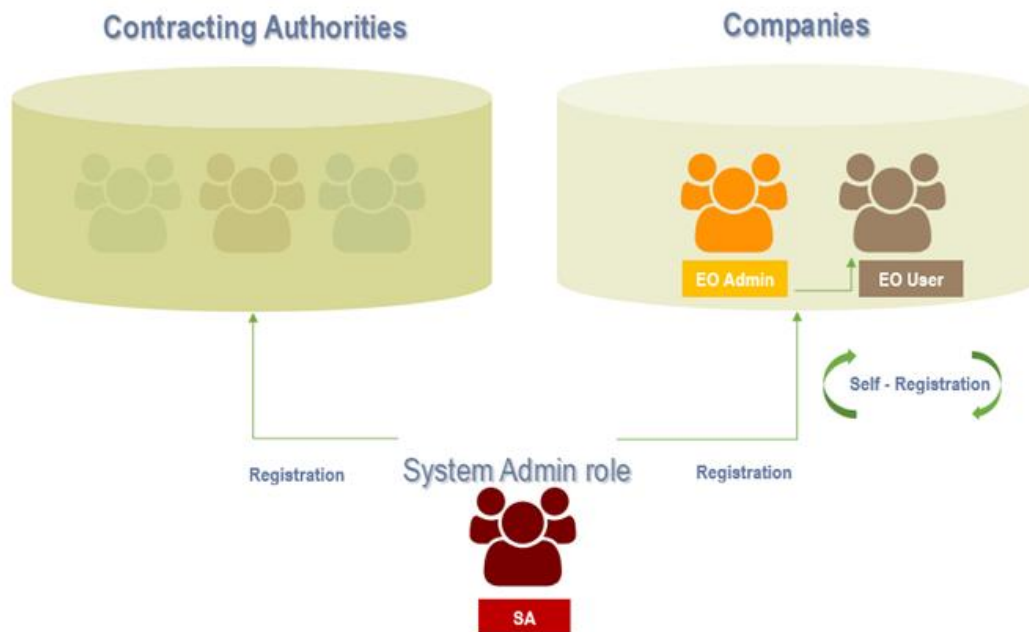 Contracting Authorities
Companies
EO Admin
EO User
Self - Registration
Registration
System Admin role
Registration
SA